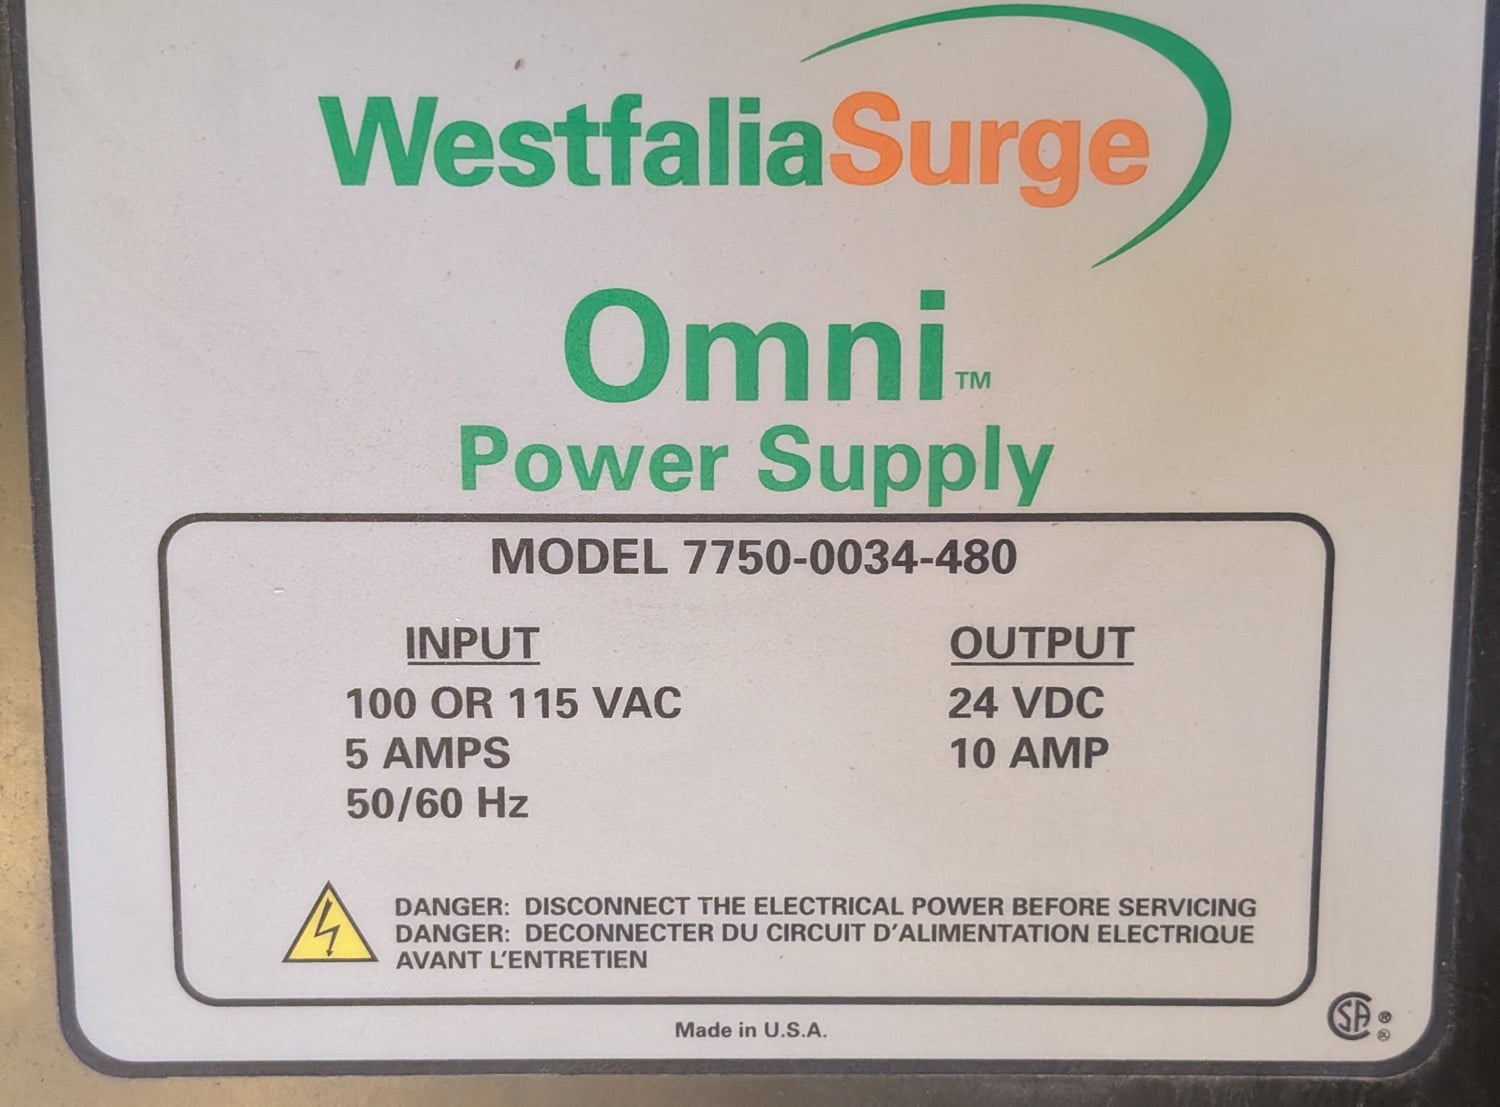 WestfaliaSurge
Omni™
Power Supply
MODEL 7750-0034-480
INPUT OUTPUT
100 OR 115 VAC 24 VDC
5 AMPS 10 AMP
50/60 Hz
DANGER: DISCONNECT THE ELECTRICAL POWER BEFORE SERVICING
DANGER: DECONNECTER DU CIRCUIT D'ALIMENTATION ELECTRIQUE
AVANT L'ENTRETIEN
Made in U.S.A.
SA ®